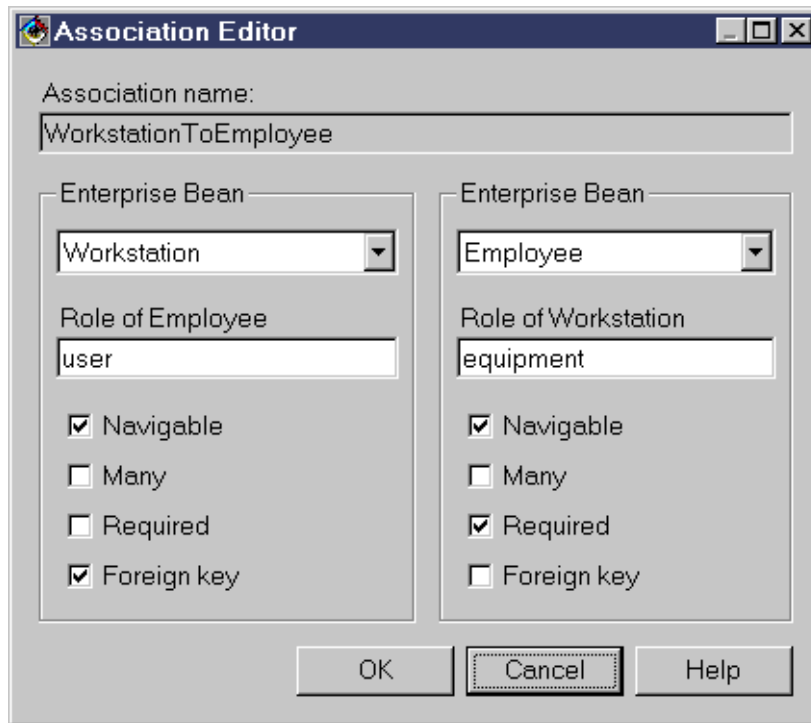 Association Editor
Association name:
WorkstationToEmployee
Enterprise Bean
Workstation
Role of Employee
user
Navigable
Many
Required
Foreign key
Enterprise Bean
Employee
Role of Workstation
equipment
Navigable
Many
Required
Foreign key
OK Cancel Help